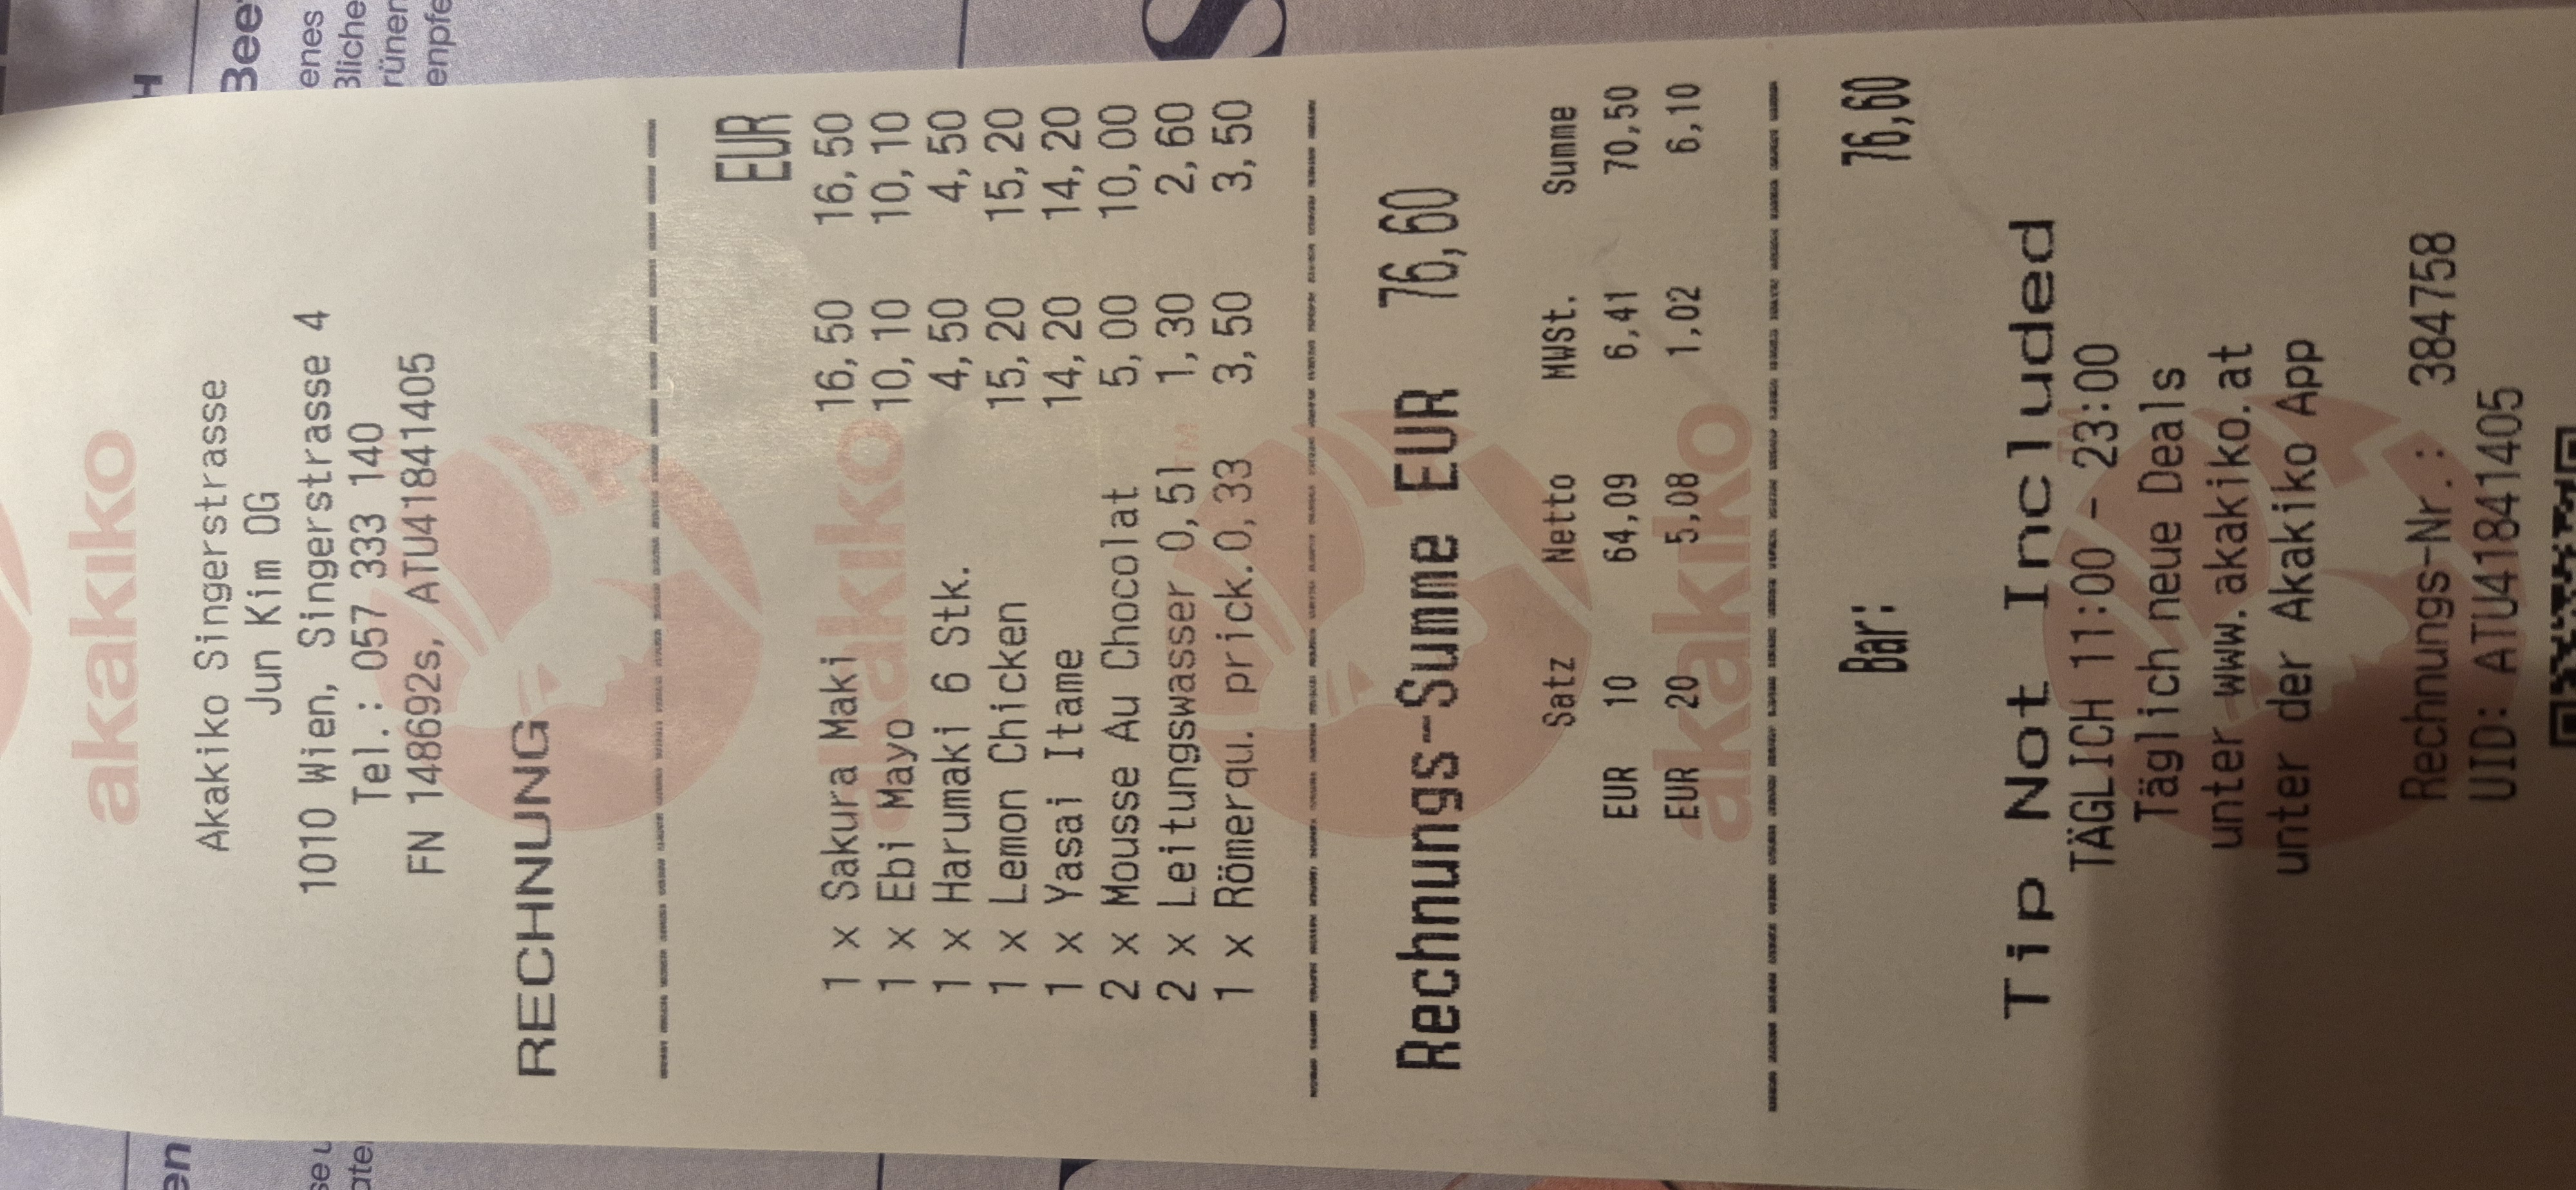 akakiko
Akakiko Singerstrasse
Jun Kim OG
1010 Wien, Singerstrasse 4
Tel.: 057 333 140
FN 148692s, ATU41841405
RECHNUNG
EUR
1 x Sakura Maki 16,50 16,50
1 x Ebi Mayo 10,10 10,10
1 x Harumaki 6 Stk. 4,50 4,50
1 x Lemon Chicken 15,20 15,20
1 x Yasai Itame 14,20 14,20
2 x Mousse Au Chocolat 5,00 10,00
2 x Leitungswasser 0,5l 1,30 2,60
1 x Römerqu. prick.0,33 3,50 3,50
akakiko
TM
Rechnungs-Summe EUR 76,60
Satz Netto MWSt. Summe
EUR 10 64,09 6,41 70,50
EUR 20 5,08 1,02 6,10
akakiko
Bar: 76,60
Tip Not Included
TÄGLICH 11:00 - 23:00
Täglich neue Deals
unter www.akakiko.at
unter der Akakiko App
Rechnungs-Nr.: 384758
UID: ATU41841405
enes